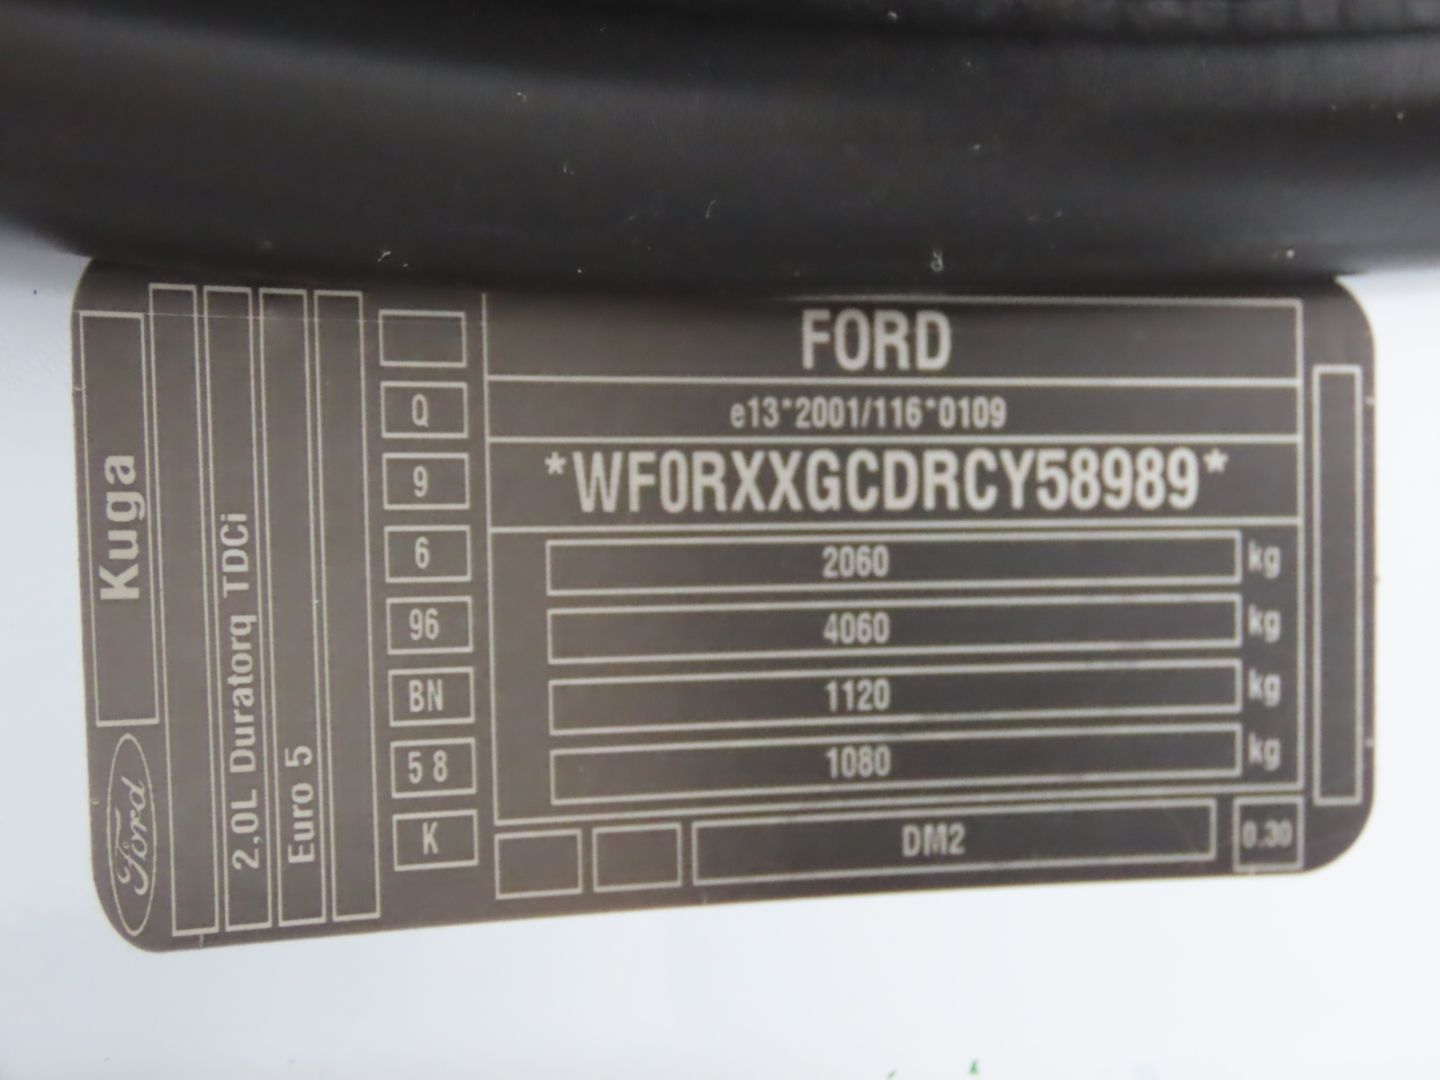 Kuga
Ford
2,0L Duratorq TDCi
Euro 5
Q
9
6
96
BN
5 8
K
FORD
e13*2001/116*0109
*WF0RXXGCDRCY58989*
2060 kg
4060 kg
1120 kg
1080 kg
DM2
0.30